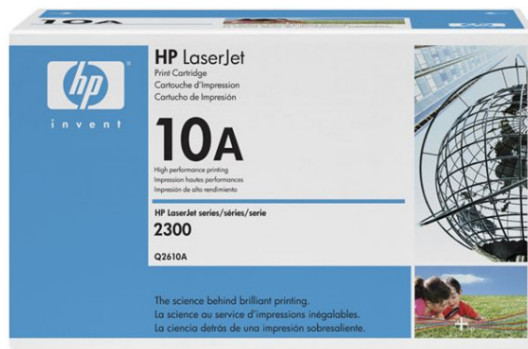 10A
hp
invent
HP LaserJet
Print Cartridge
Cartouche d'Impression
Cartucho de Impresión
10A
High performance printing
Impression hautes performances
Impresión de alto rendimiento
HP LaserJet series/séries/serie
2300
Q2610A
The science behind brilliant printing.
La science au service d'impressions inégalables.
La ciencia detrás de una impresión sobresaliente.